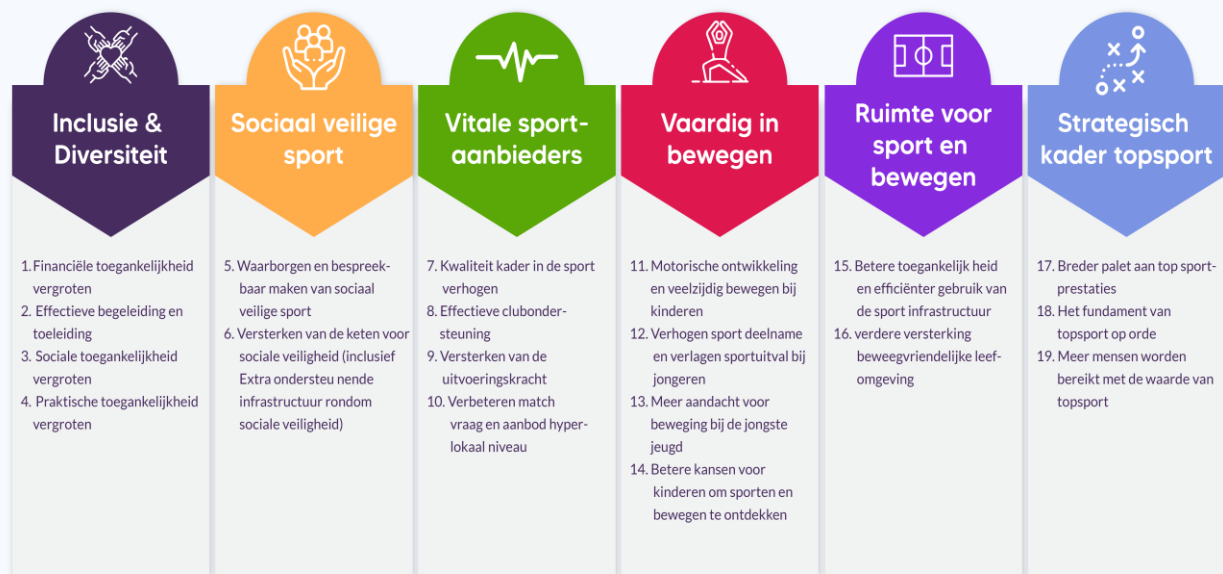 Inclusie &
Diversiteit
1. Financiële toegankelijkheid
vergroten
2. Effectieve begeleiding en
toeleiding
3. Sociale toegankelijkheid
vergroten
4. Praktische toegankelijkheid
vergroten
Sociaal veilige
sport
5. Waarborgen en bespreek-
baar maken van sociaal
veilige sport
6. Versterken van de keten voor
sociale veiligheid (inclusief
Extra ondersteu nende
infrastructuur rondom
sociale veiligheid)
Vitale sport-
aanbieders
7. Kwaliteit kader in de sport
verhogen
8. Effectieve clubonder-
steuning
9. Versterken van de
uitvoeringskracht
10. Verbeteren match
vraag en aanbod hyper-
lokaal niveau
Vaardig in
bewegen
11. Motorische ontwikkeling
en veelzijdig bewegen bij
kinderen
12. Verhogen sport deelname
en verlagen sportuitval bij
jongeren
13. Meer aandacht voor
beweging bij de jongste
jeugd
14. Betere kansen voor
kinderen om sporten en
bewegen te ontdekken
Ruimte voor
sport en
bewegen
15. Betere toegankelijk heid
en efficiënter gebruik van
de sport infrastructuur
16. verdere versterking
beweegvriendelijke leef-
omgeving
Strategisch
kader topsport
17. Breder palet aan top sport-
prestaties
18. Het fundament van
topsport op orde
19. Meer mensen worden
bereikt met de waarde van
topsport